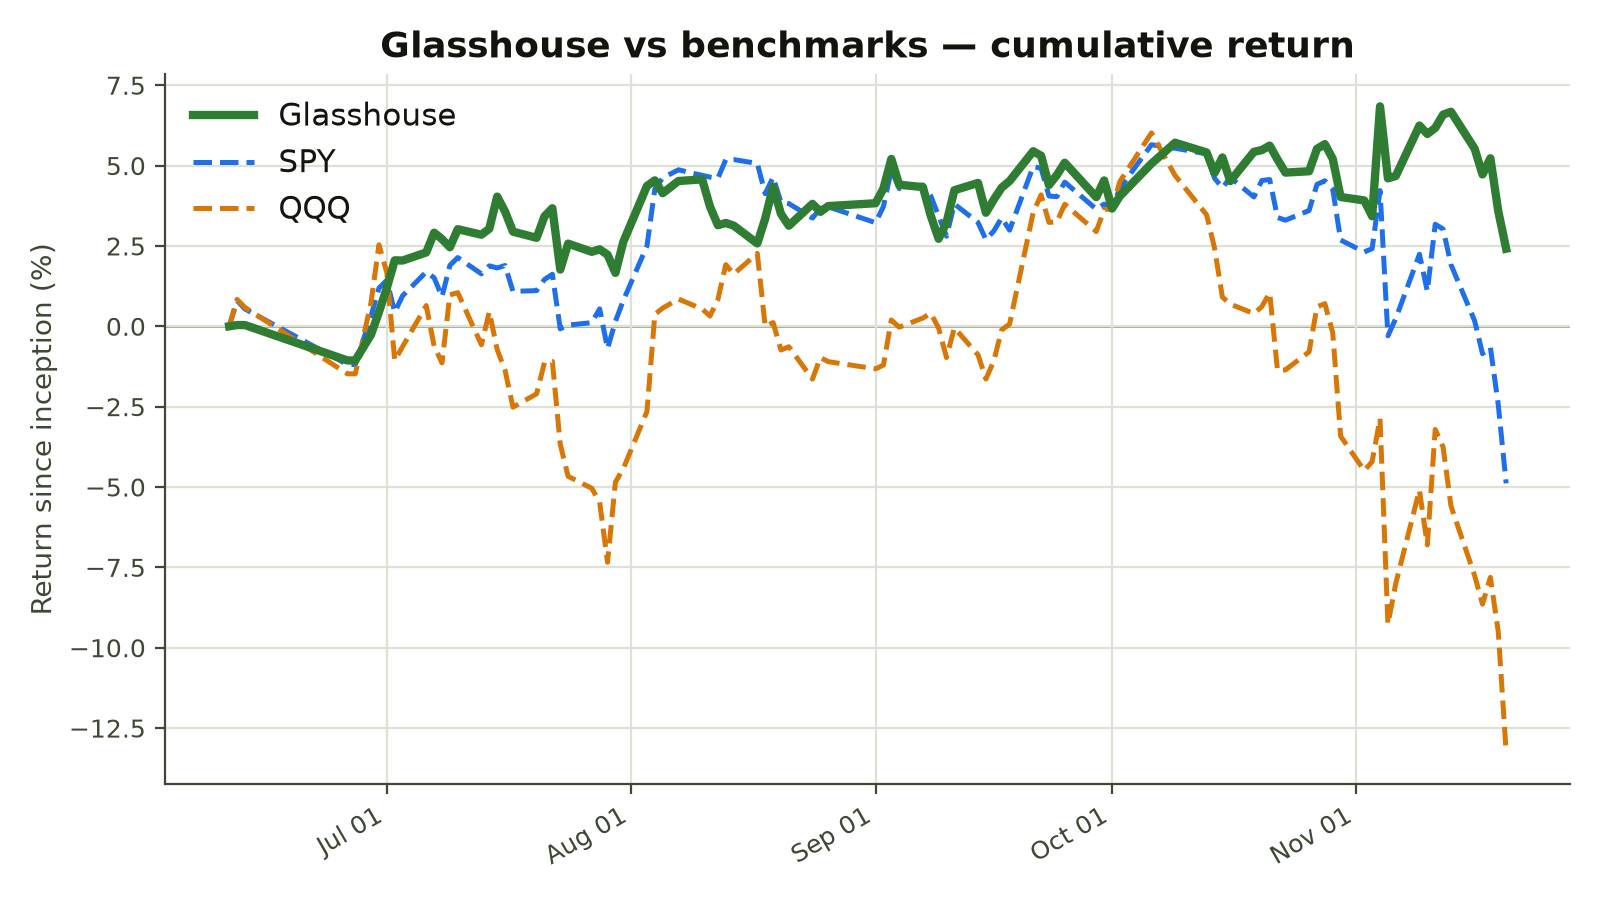 Glasshouse vs benchmarks — cumulative return
Glasshouse
SPY
QQQ
Return since inception (%)
7.5
5.0
2.5
0.0
−2.5
−5.0
−7.5
−10.0
−12.5
Jul 01
Aug 01
Sep 01
Oct 01
Nov 01